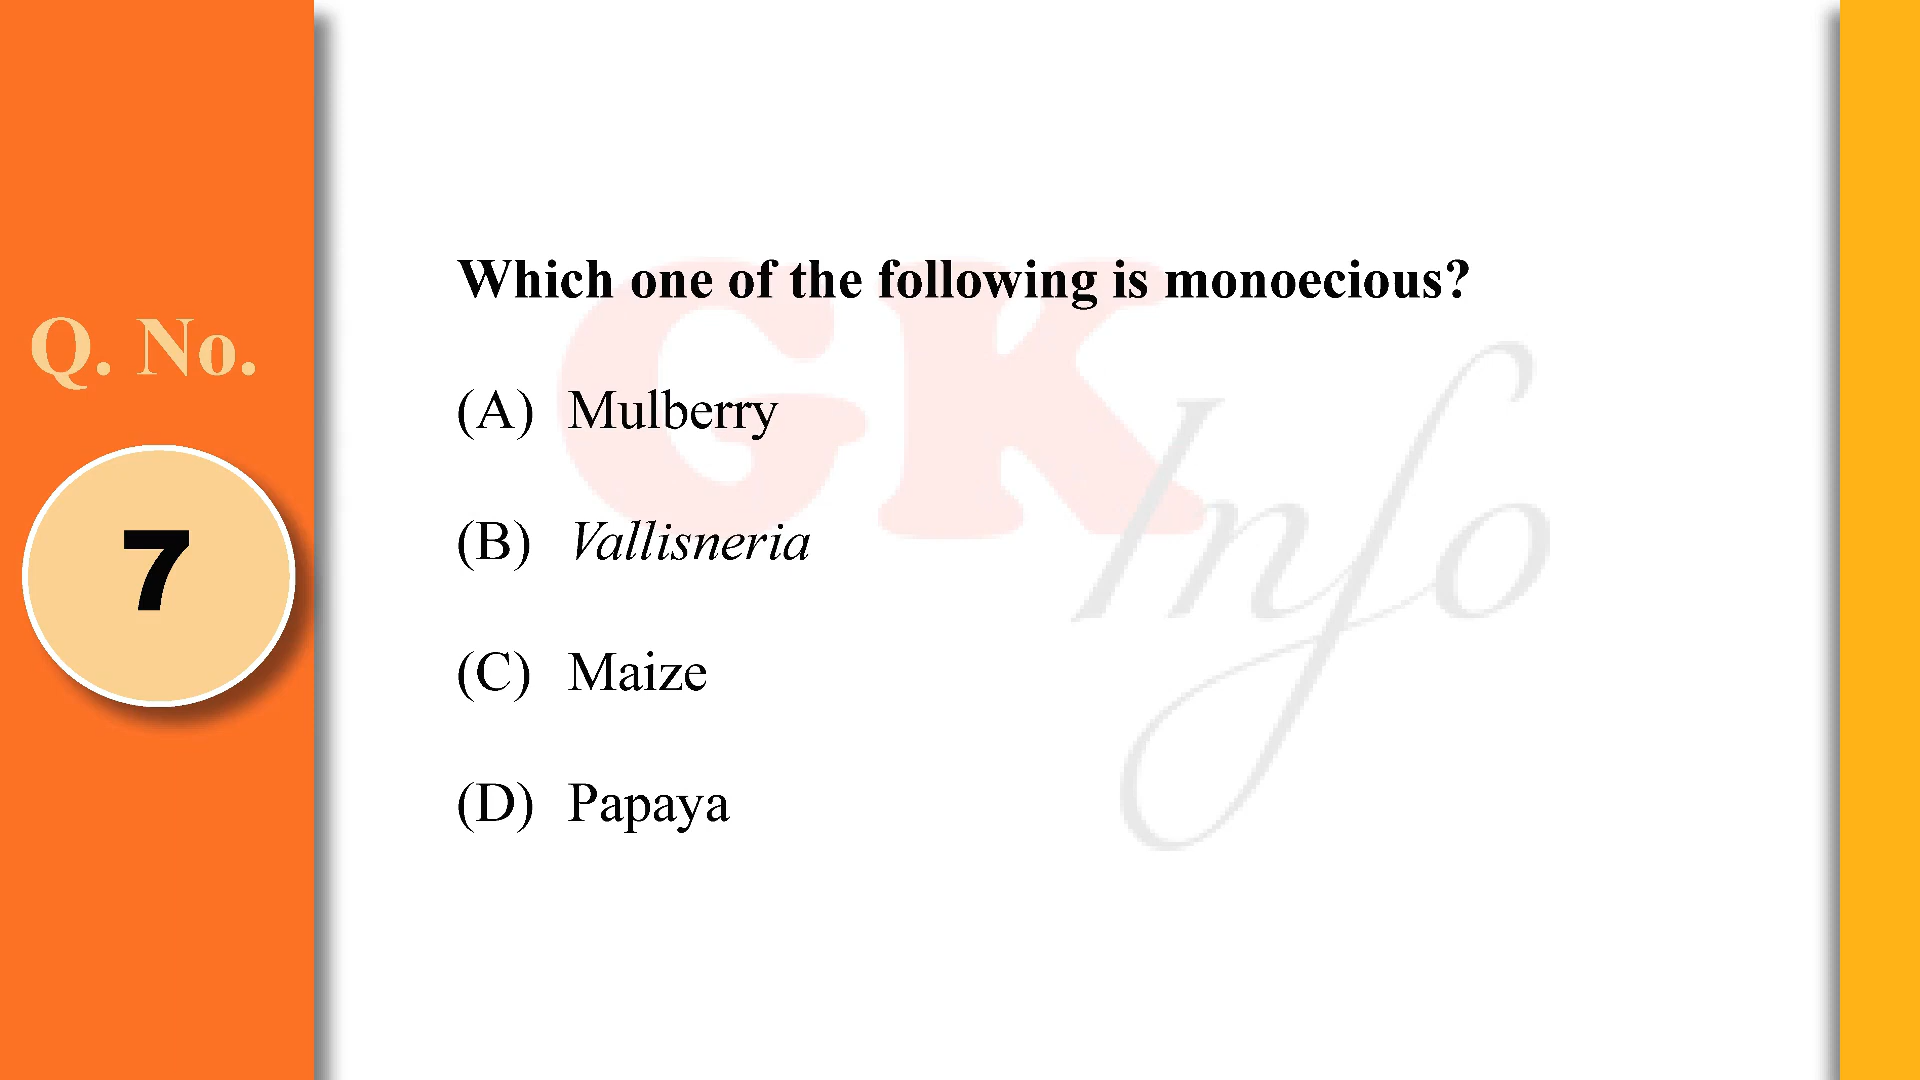 Q. No.
7
Which one of the following is monoecious?
(A) Mulberry
(B) Vallisneria
(C) Maize
(D) Papaya
GK
Info